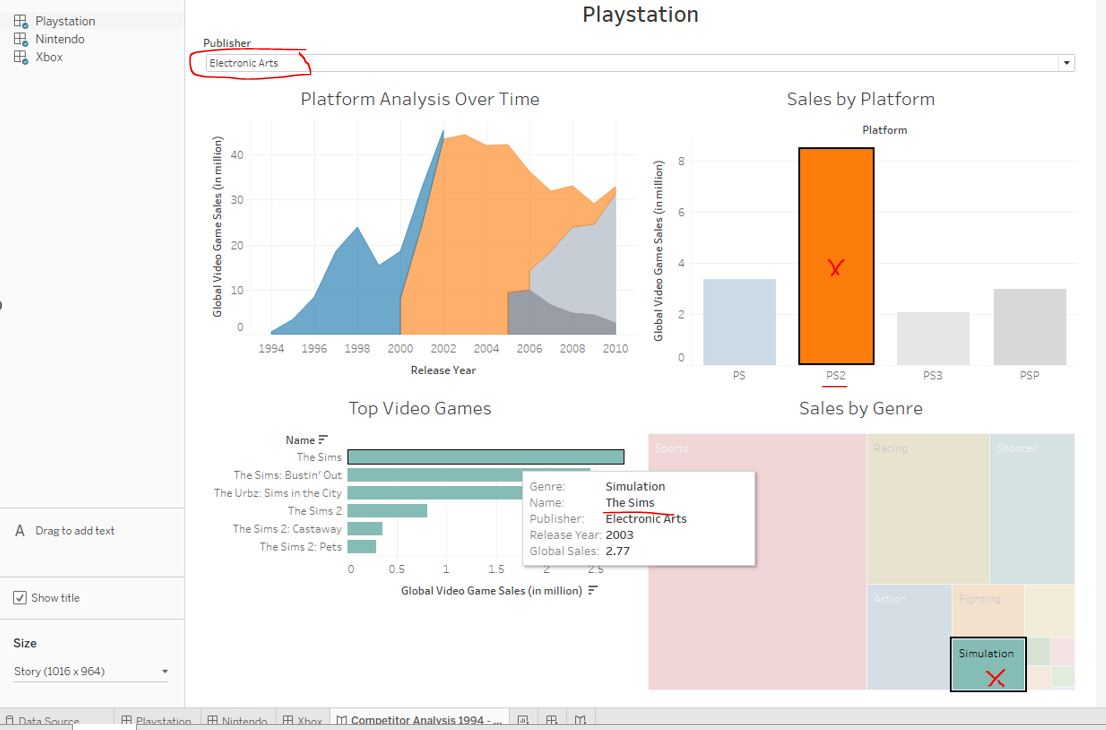 Playstation
Nintendo
Xbox
A Drag to add text
Show title
Size
Story (1016 x 964)
Playstation
Publisher
Electronic Arts
Platform Analysis Over Time
Global Video Game Sales (in million)
40
30
20
10
0
1994 1996 1998 2000 2002 2004 2006 2008 2010
Release Year
Sales by Platform
Platform
Global Video Game Sales (in million)
8
6
4
2
0
PS PS2 PS3 PSP
Top Video Games
Name
The Sims
The Sims: Bustin' Out
The Urbz: Sims in the City
The Sims 2
The Sims 2: Castaway
The Sims 2: Pets
0 0.5 1 1.5 2 2.5
Global Video Game Sales (in million)
Genre: Simulation
Name: The Sims
Publisher: Electronic Arts
Release Year: 2003
Global Sales: 2.77
Sales by Genre
Sports
Racing
Shooter
Action
Fighting
Simulation
Data Source Playstation Nintendo Xbox Competitor Analysis 1994 - ...